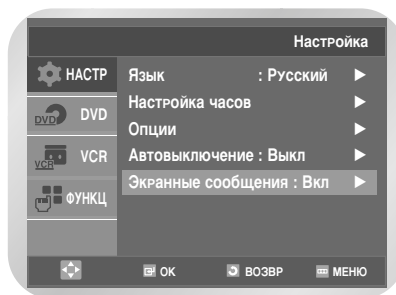 Настройка
НАСТР
Язык : Русский ►
Настройка часов ►
DVD DVD
Опции ►
VCR VCR
Автовыключение : Выкл ►
Экранные сообщения : Вкл ►
ФУНКЦ
ОК ВОЗВР МЕНЮ